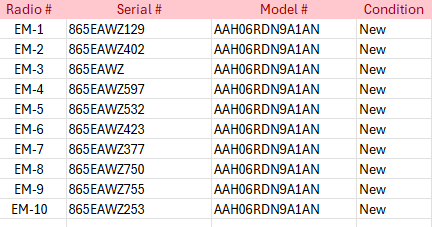 Radio # Serial # Model # Condition
EM-1 865EAWZ129 AAH06RDN9A1AN New
EM-2 865EAWZ402 AAH06RDN9A1AN New
EM-3 865EAWZ AAH06RDN9A1AN New
EM-4 865EAWZ597 AAH06RDN9A1AN New
EM-5 865EAWZ532 AAH06RDN9A1AN New
EM-6 865EAWZ423 AAH06RDN9A1AN New
EM-7 865EAWZ377 AAH06RDN9A1AN New
EM-8 865EAWZ750 AAH06RDN9A1AN New
EM-9 865EAWZ755 AAH06RDN9A1AN New
EM-10 865EAWZ253 AAH06RDN9A1AN New